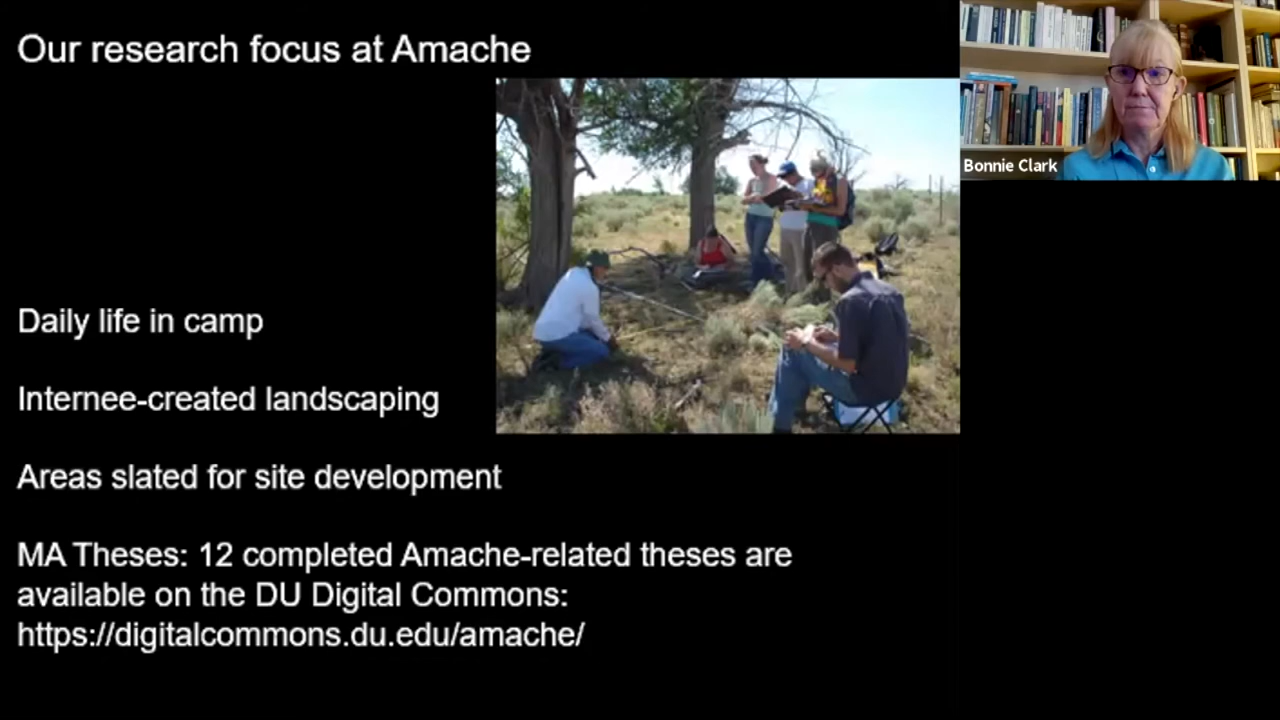 Our research focus at Amache
Bonnie Clark
Daily life in camp
Internee-created landscaping
Areas slated for site development
MA Theses: 12 completed Amache-related theses are
available on the DU Digital Commons:
https://digitalcommons.du.edu/amache/